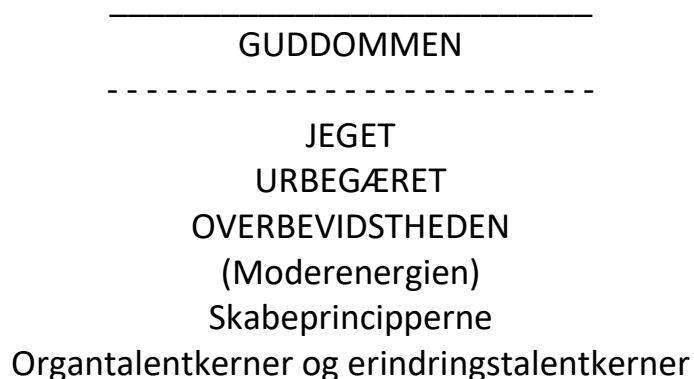 GUDDOMMEN
JEGET
URBEGÆRET
OVERBEVIDSTHEDEN
(Moderenergien)
Skabeprincipperne
Organtalentkerner og erindringstalentkerner